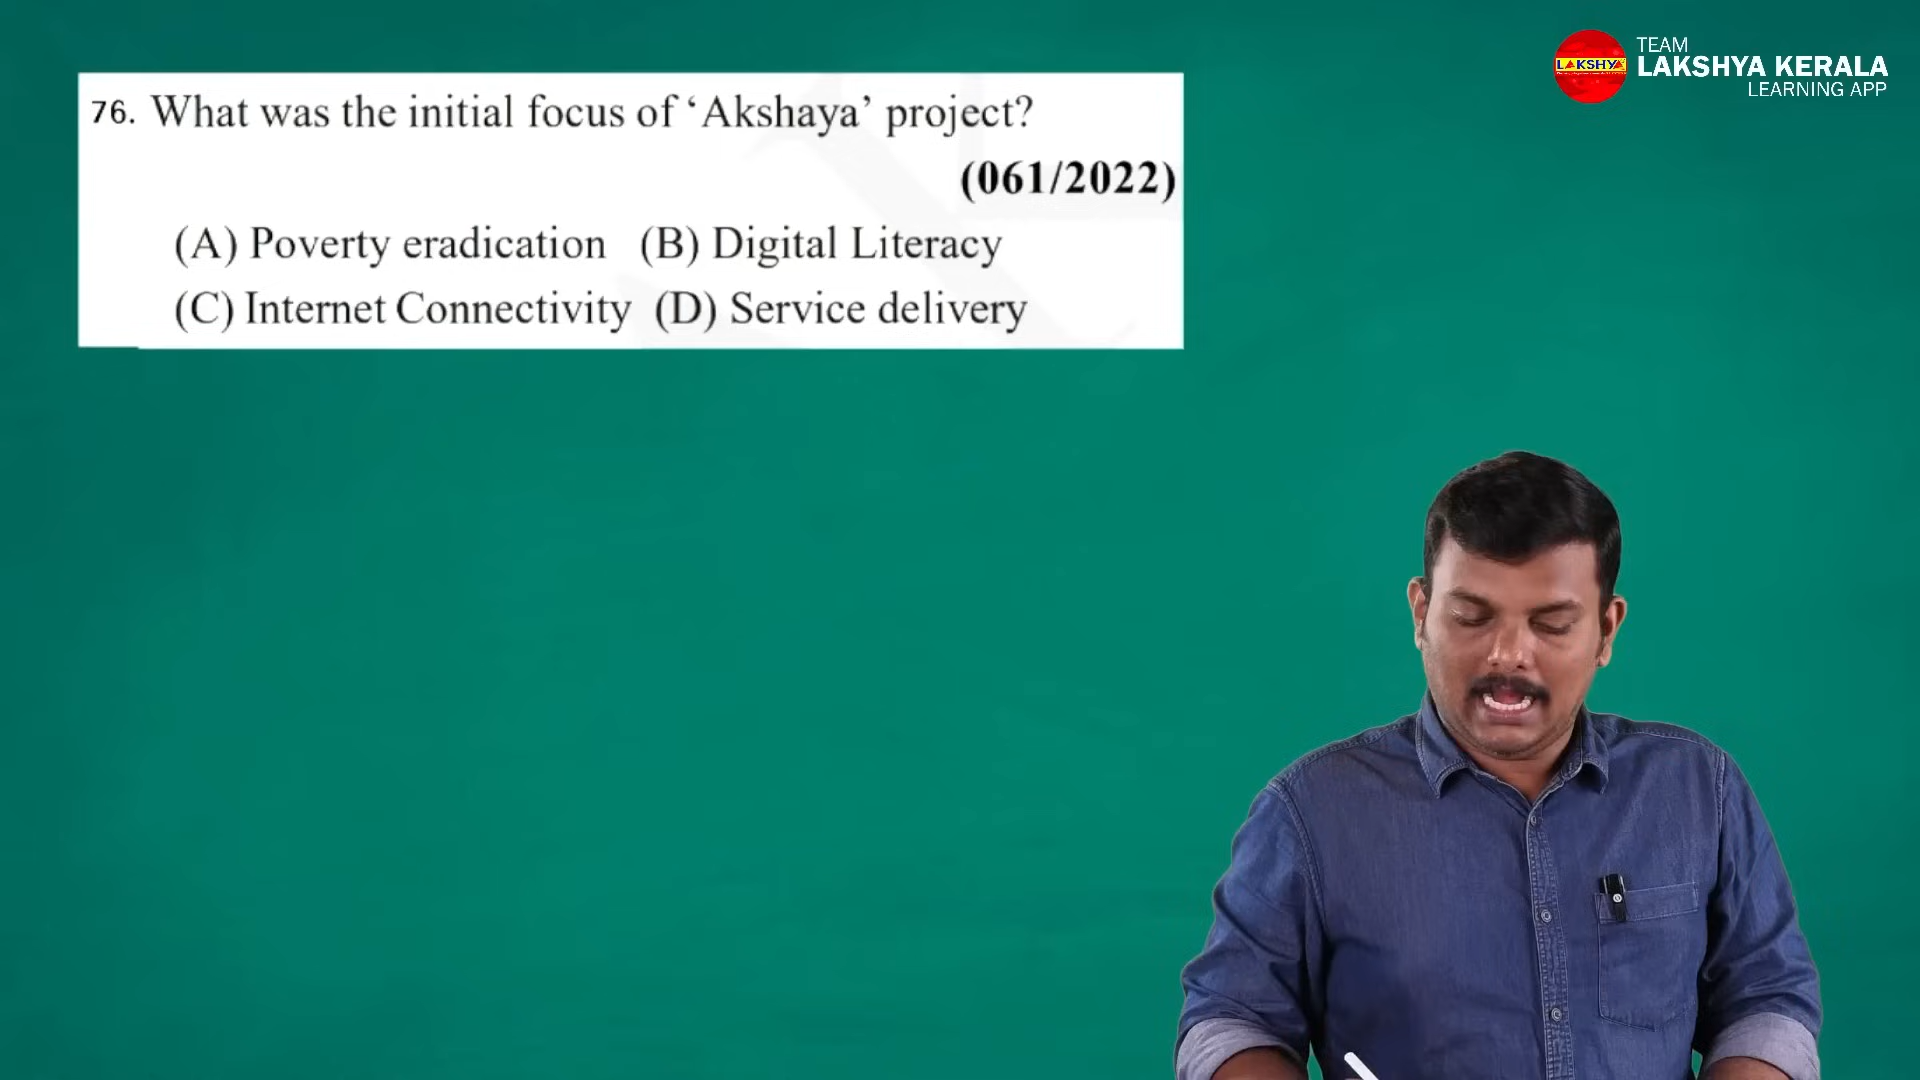 TEAM
LAKSHYA
LAKSHYA KERALA
LEARNING APP
76. What was the initial focus of ‘Akshaya’ project?
(061/2022)
(A) Poverty eradication (B) Digital Literacy
(C) Internet Connectivity (D) Service delivery